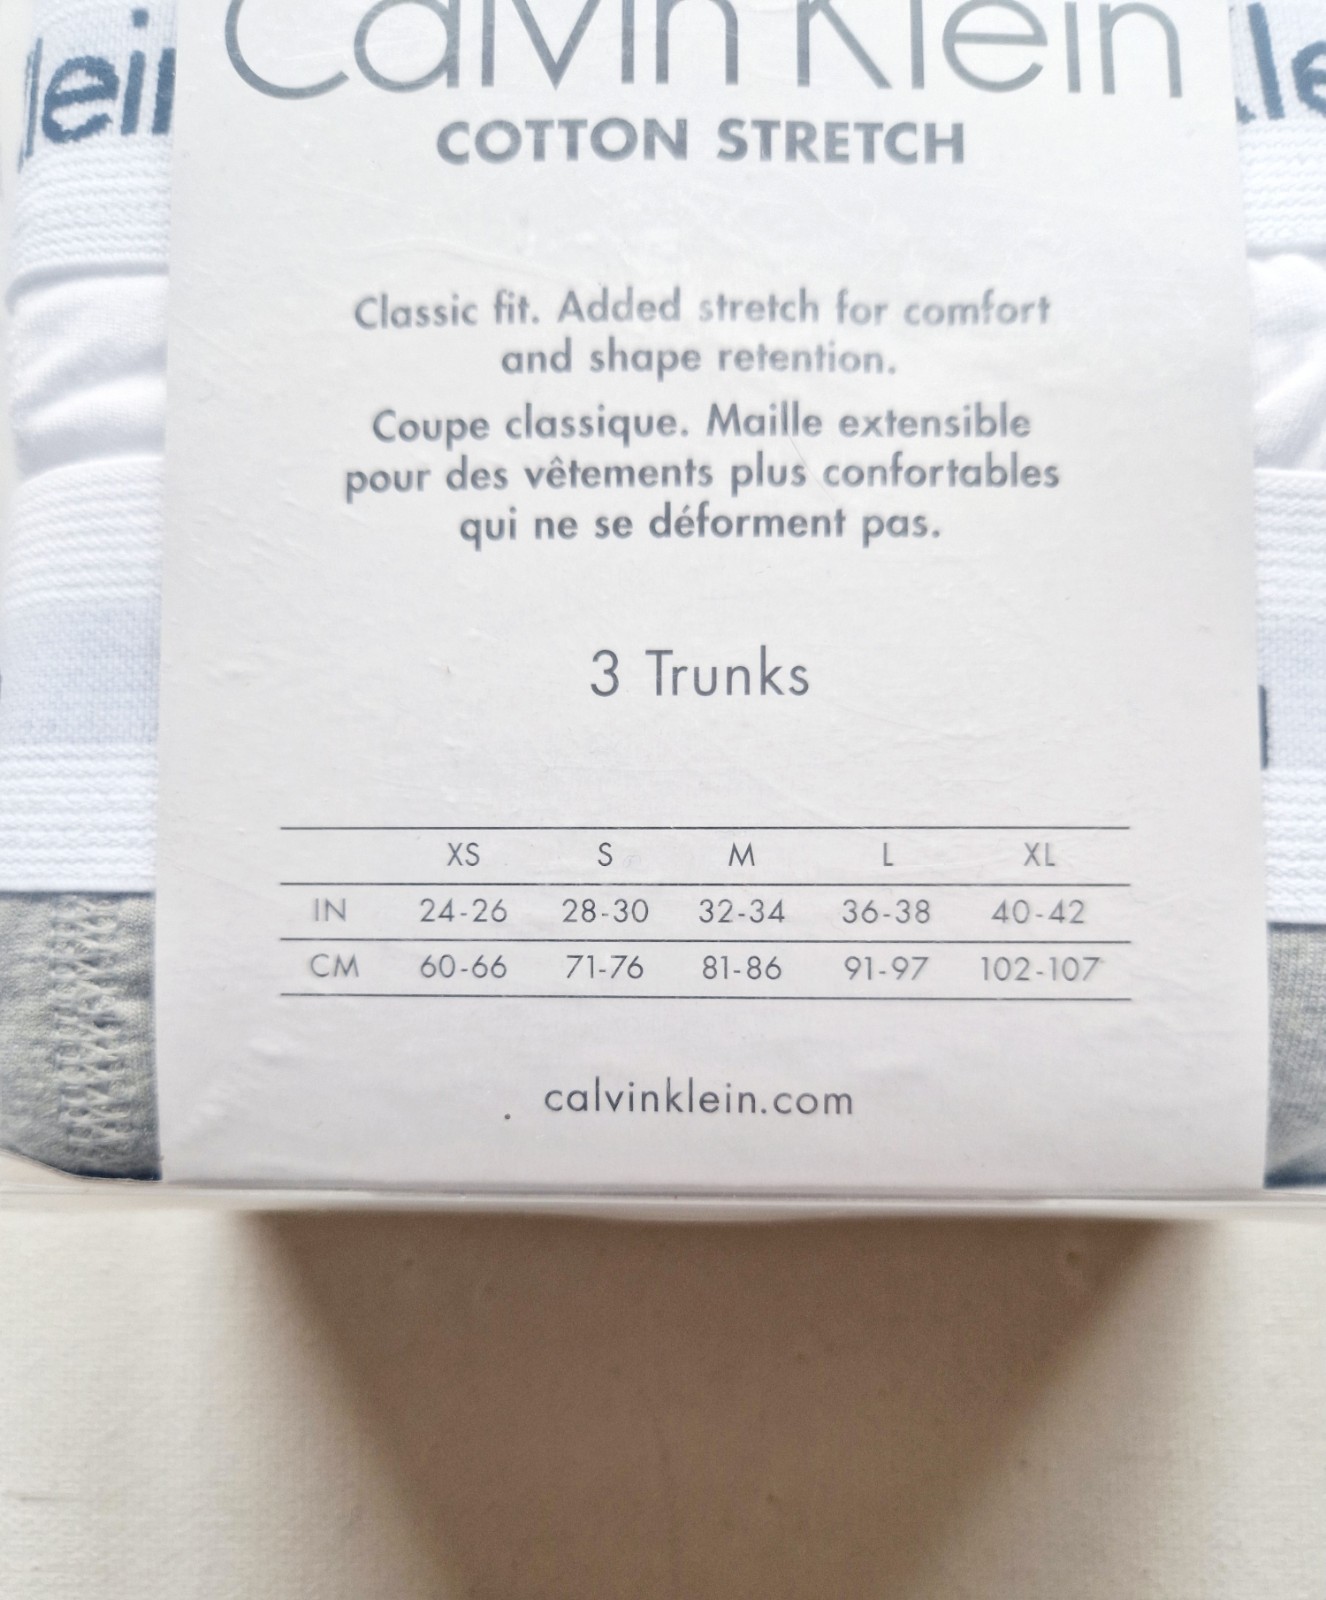 Calvin Klein
COTTON STRETCH
Classic fit. Added stretch for comfort
and shape retention.
Coupe classique. Maille extensible
pour des vêtements plus confortables
qui ne se déforment pas.
3 Trunks
XS S M L XL
IN 24-26 28-30 32-34 36-38 40-42
CM 60-66 71-76 81-86 91-97 102-107
calvinklein.com